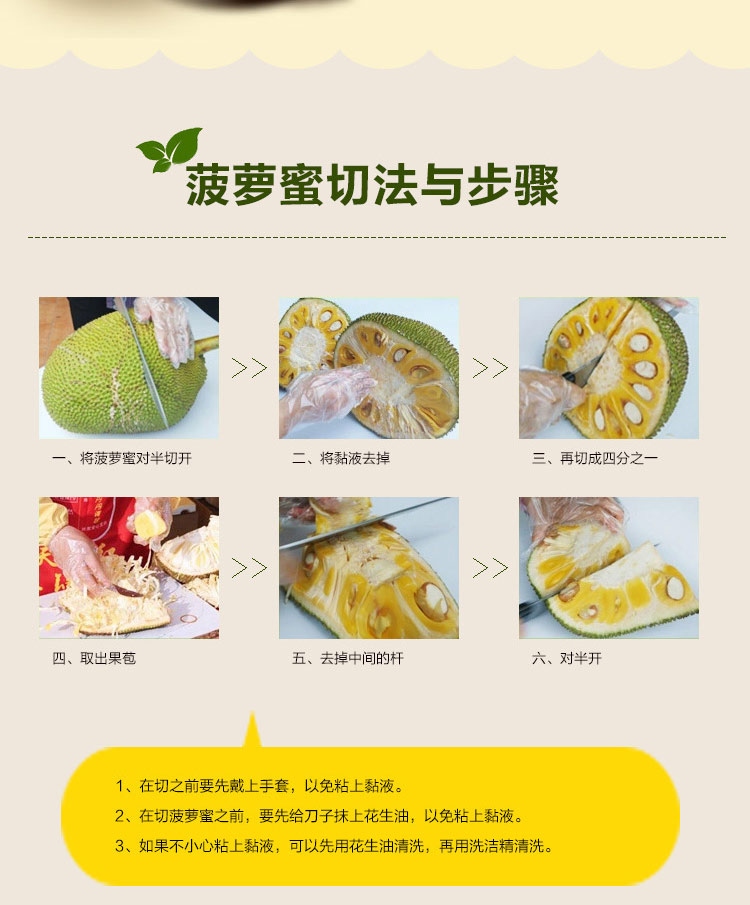 菠萝蜜切法与步骤
一、将菠萝蜜对半切开
二、将黏液去掉
三、再切成四分之一
四、取出果苞
五、去掉中间的杆
六、对半开
1、在切之前要先戴上手套，以免粘上黏液。
2、在切菠萝蜜之前，要先给刀子抹上花生油，以免粘上黏液。
3、如果不小心粘上黏液，可以先用花生油清洗，再用洗洁精清洗。